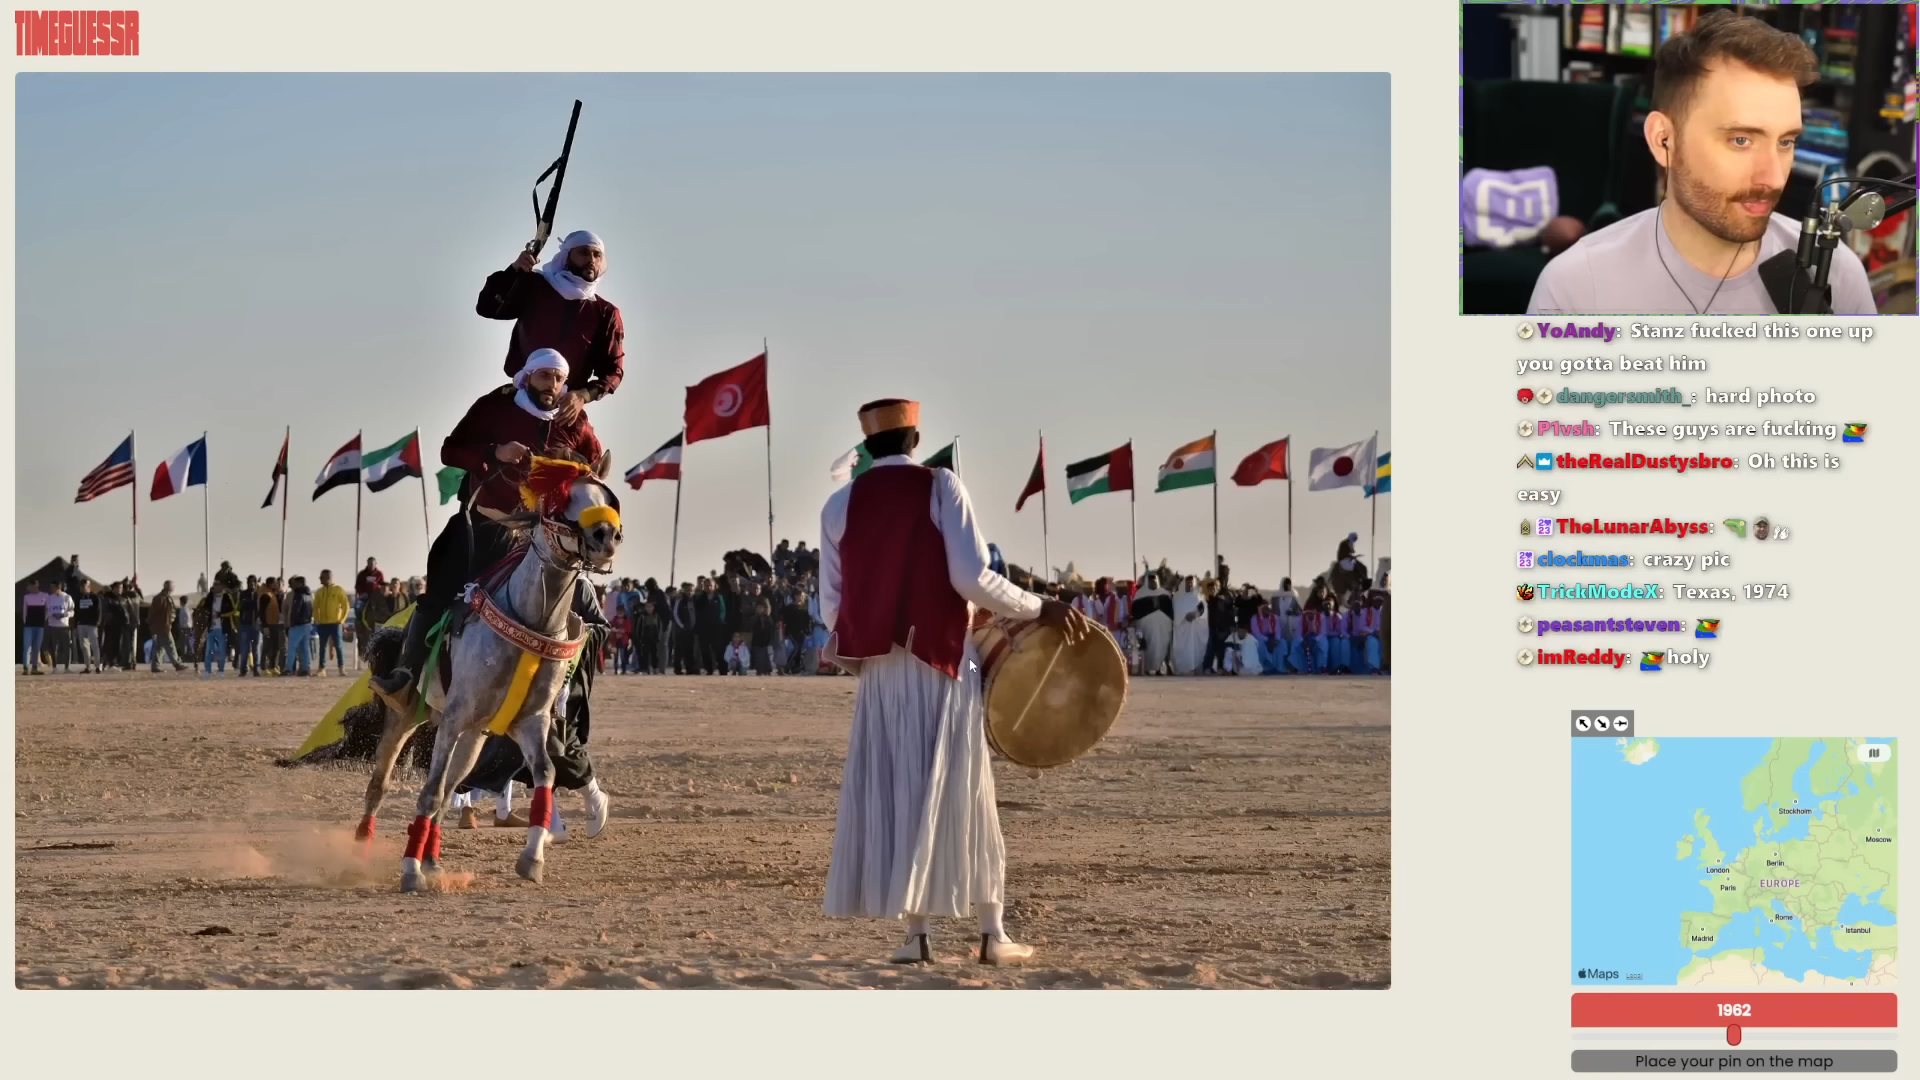 TIMEGUESSR
YoAndy: Stanz fucked this one up
you gotta beat him
dangersmith_: hard photo
P1vsh: These guys are fucking
theRealDustysbro: Oh this is
easy
TheLunarAbyss:
clockmas: crazy pic
TrickModeX: Texas, 1974
peasantsteven:
imReddy: holy
Stockholm
Moscow
Berlin
London
EUROPE
Paris
Rome
Istanbul
Madrid
Maps
Legal
1962
Place your pin on the map